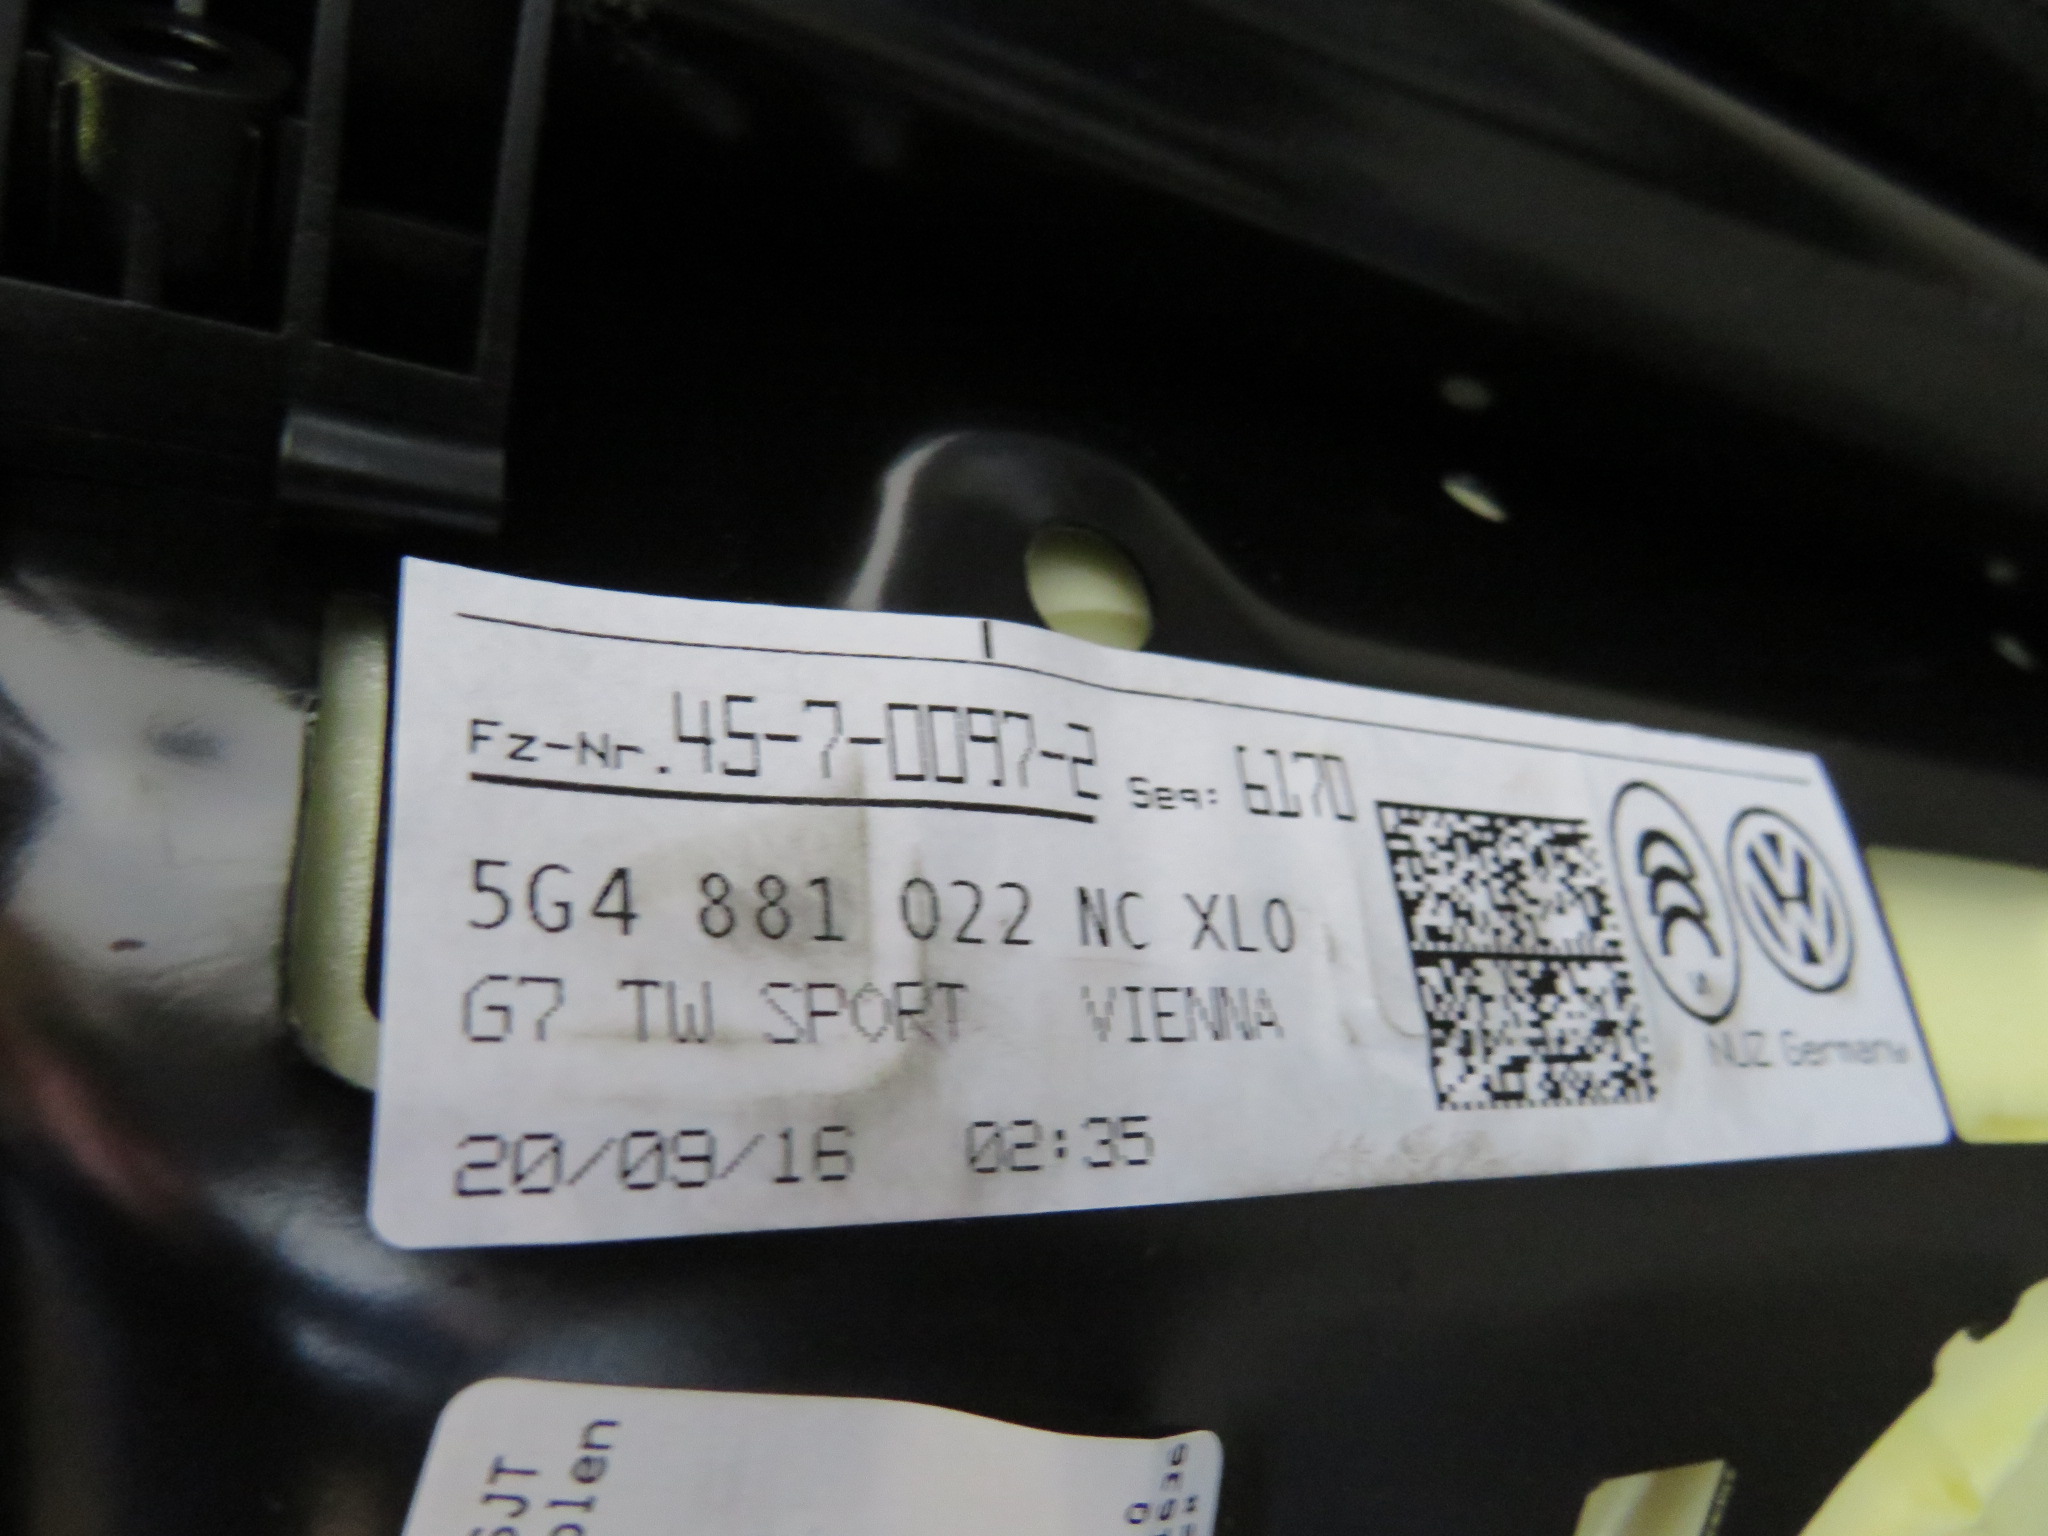 Fz-Nr. 45-7-0097-2 Seq: 6170
5G4 881 022 NC XLO
G7 TW SPORT VIENNA
NUZ Germany
20/09/16 02:35